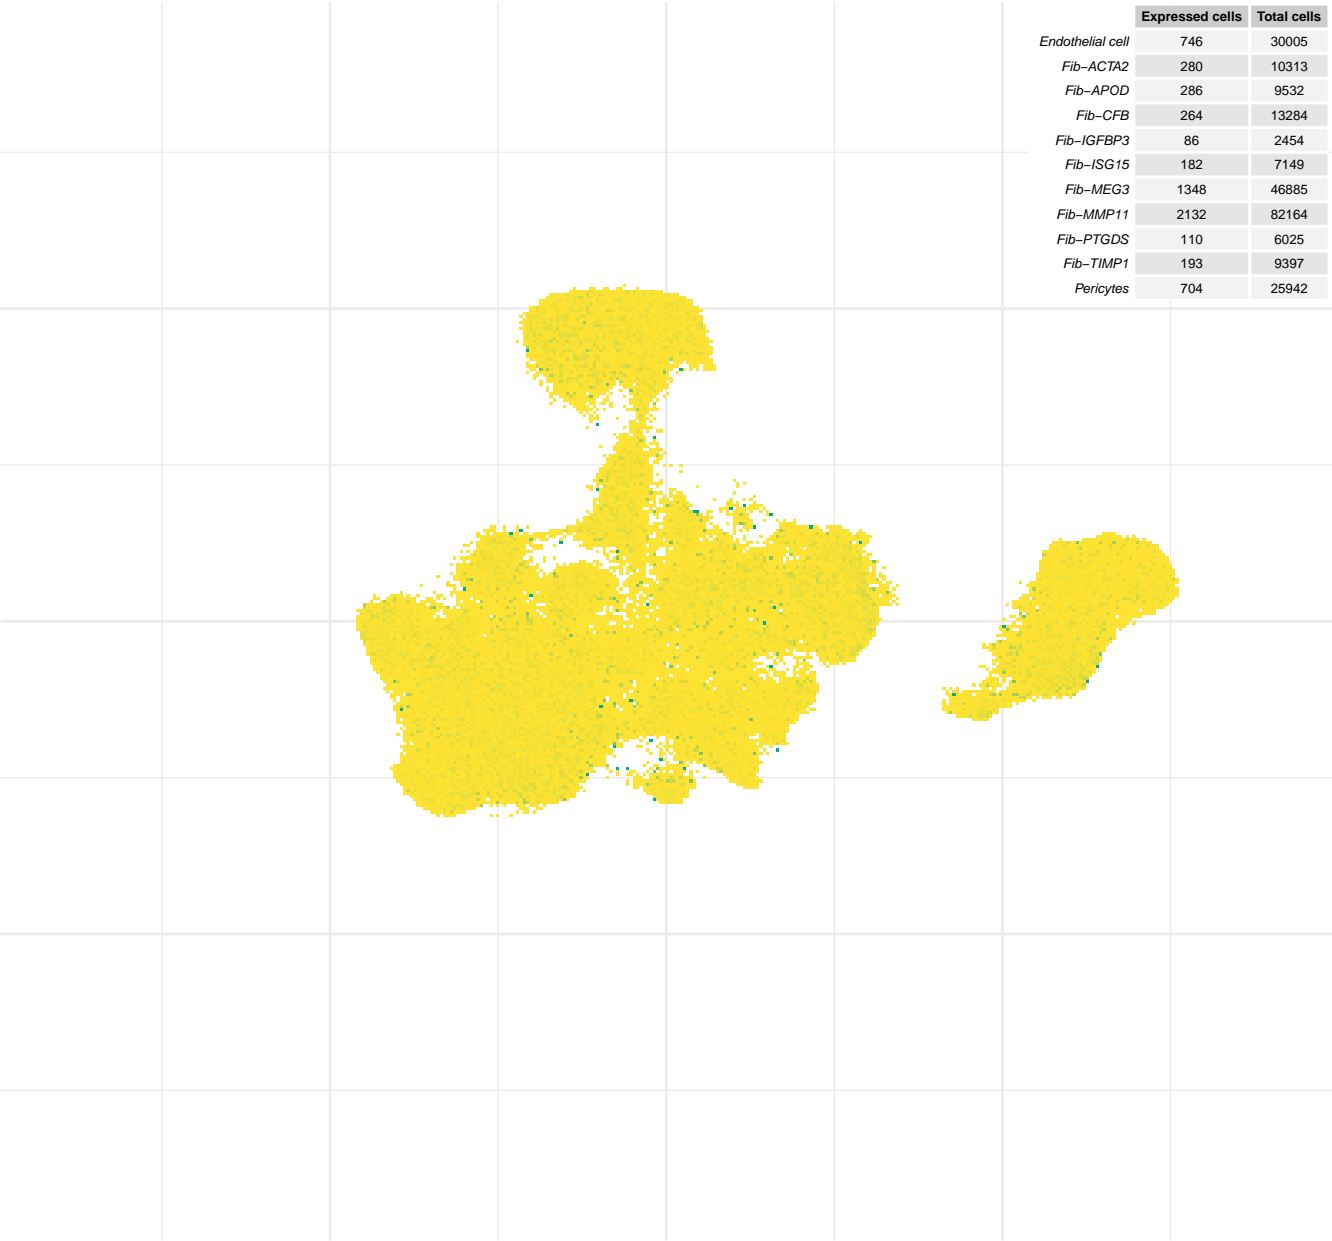 Expressed cells Total cells
Endothelial cell 746 30005
Fib−ACTA2 280 10313
Fib−APOD 286 9532
Fib−CFB 264 13284
Fib−IGFBP3 86 2454
Fib−ISG15 182 7149
Fib−MEG3 1348 46885
Fib−MMP11 2132 82164
Fib−PTGDS 110 6025
Fib−TIMP1 193 9397
Pericytes 704 25942